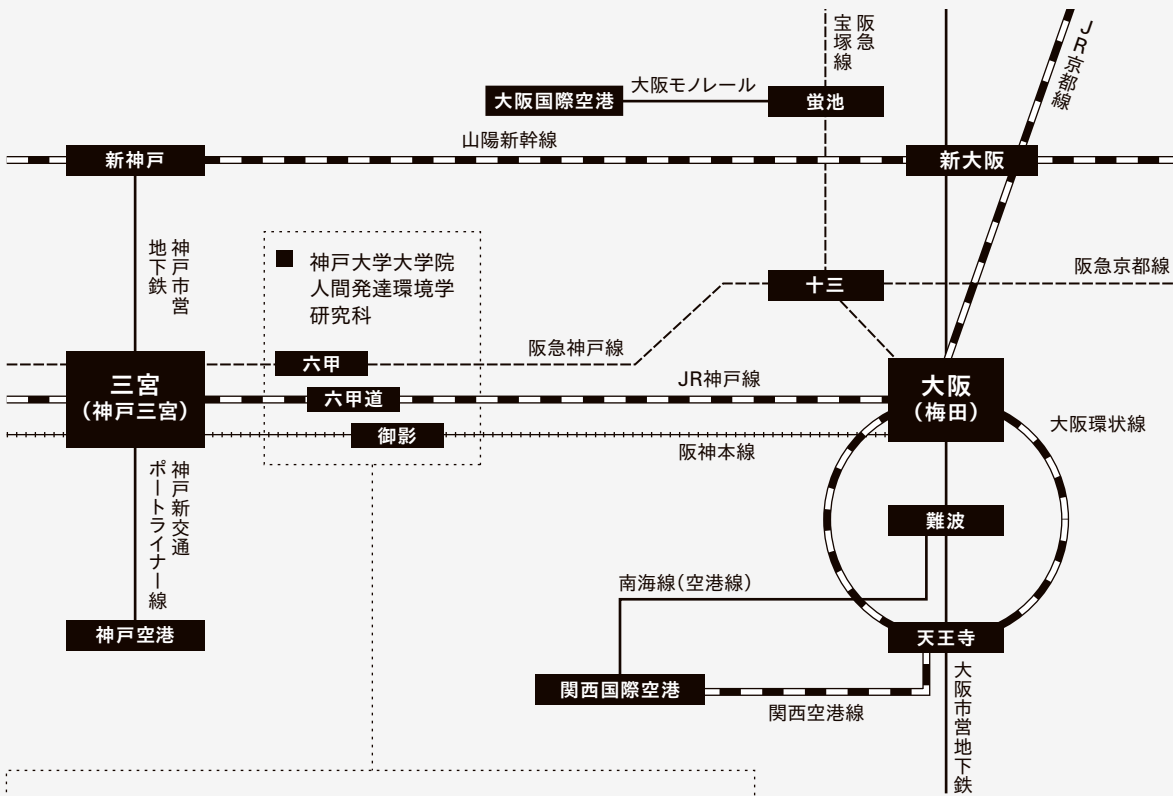 阪急
宝塚線
JR京都線
大阪モノレール
大阪国際空港
蛍池
山陽新幹線
新神戸
新大阪
神戸市営
地下鉄
神戸大学大学院
人間発達環境学
研究科
阪急京都線
十三
阪急神戸線
六甲
三宮
(神戸三宮)
JR神戸線
大阪
(梅田)
六甲道
大阪環状線
御影
阪神本線
神戸新交通
ポートライナー線
難波
南海線(空港線)
神戸空港
天王寺
関西国際空港
関西空港線
大阪市営地下鉄